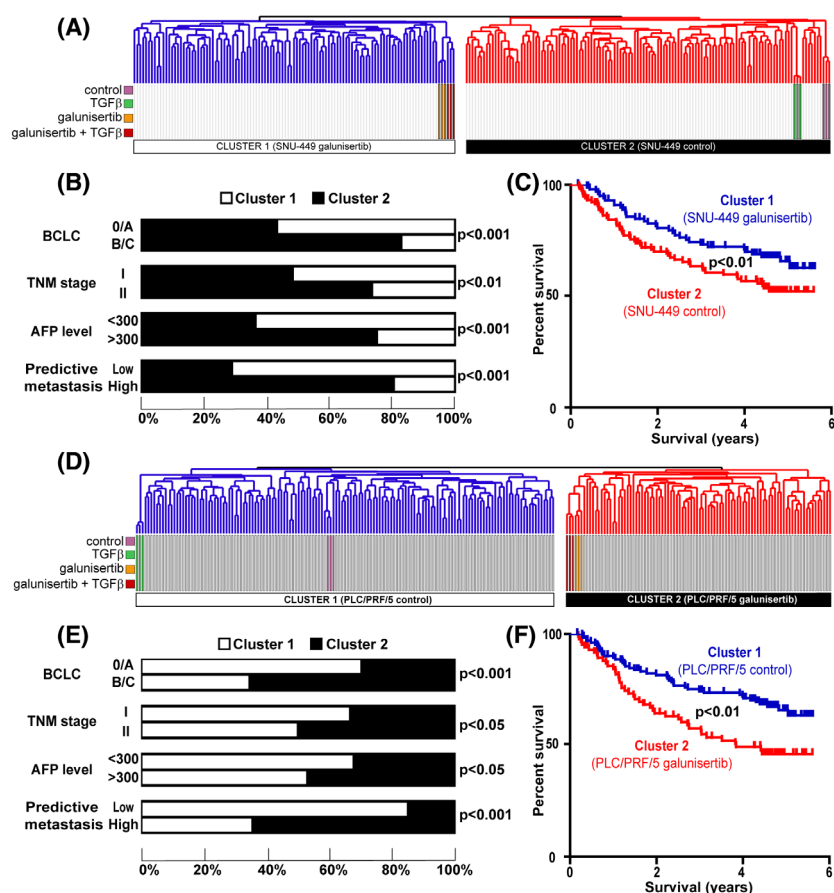 (A)
control
TGFβ
galunisertib
galunisertib + TGFβ
CLUSTER 1 (SNU-449 galunisertib)
CLUSTER 2 (SNU-449 control)
(B)
Cluster 1
Cluster 2
BCLC
0/A
B/C
p<0.001
TNM stage
I
II
p<0.01
AFP level
<300
>300
p<0.001
Predictive
metastasis
Low
High
p<0.001
0%
20%
40%
60%
80%
100%
(C)
Percent survival
100
50
0
2
4
6
Survival (years)
Cluster 1
(SNU-449 galunisertib)
p<0.01
Cluster 2
(SNU-449 control)
(D)
control
TGFβ
galunisertib
galunisertib + TGFβ
CLUSTER 1 (PLC/PRF/5 control)
CLUSTER 2 (PLC/PRF/5 galunisertib)
(E)
Cluster 1
Cluster 2
BCLC
0/A
B/C
p<0.001
TNM stage
I
II
p<0.05
AFP level
<300
>300
p<0.05
Predictive
metastasis
Low
High
p<0.001
0%
20%
40%
60%
80%
100%
(F)
Percent survival
100
50
0
2
4
6
Survival (years)
Cluster 1
(PLC/PRF/5 control)
p<0.01
Cluster 2
(PLC/PRF/5 galunisertib)